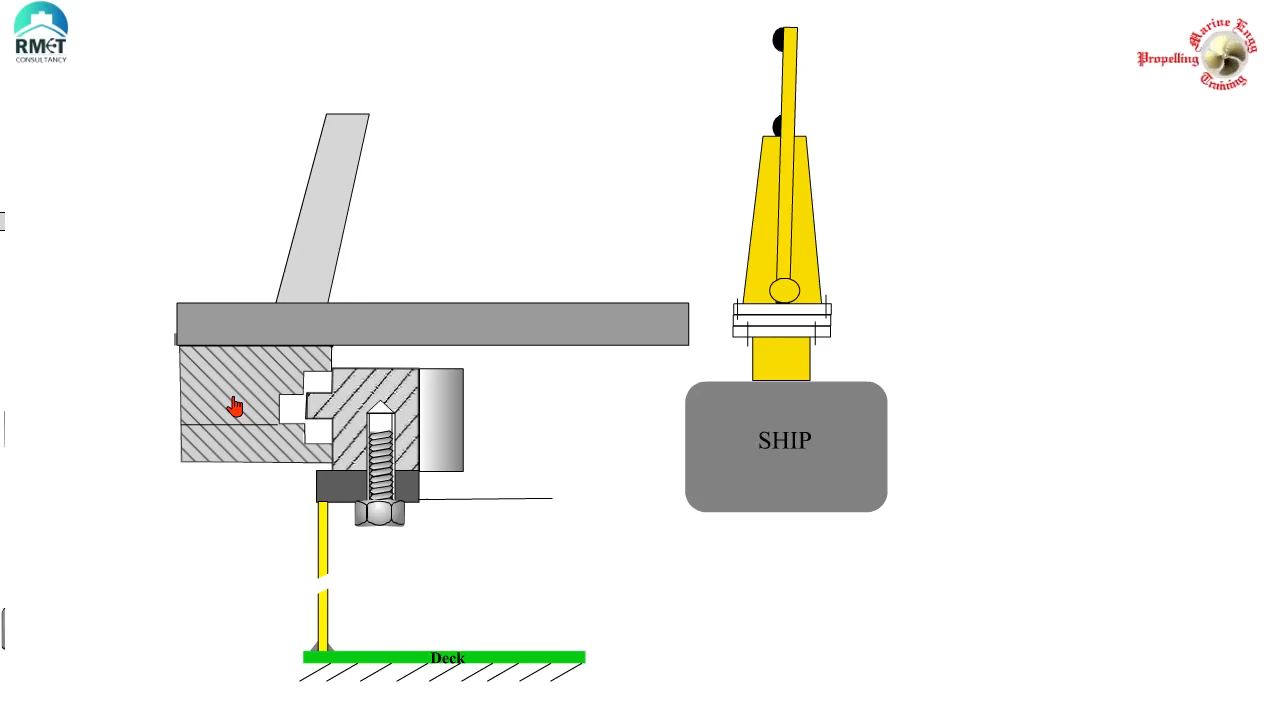 RMET
CONSULTANCY
Marine Engg
Propelling
Training
SHIP
Deck